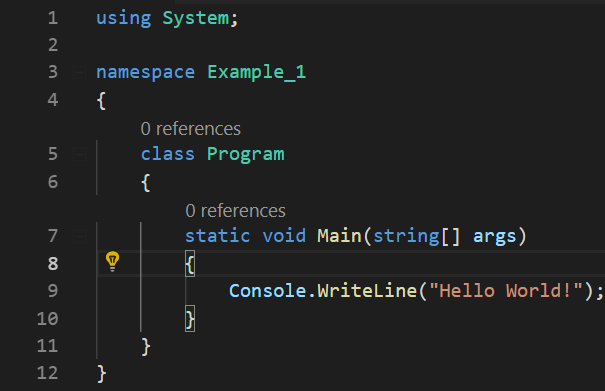 1 using System;
2
3 namespace Example_1
4 {
0 references
5 class Program
6 {
0 references
7 static void Main(string[] args)
8 {
9 Console.WriteLine("Hello World!");
10 }
11 }
12 }